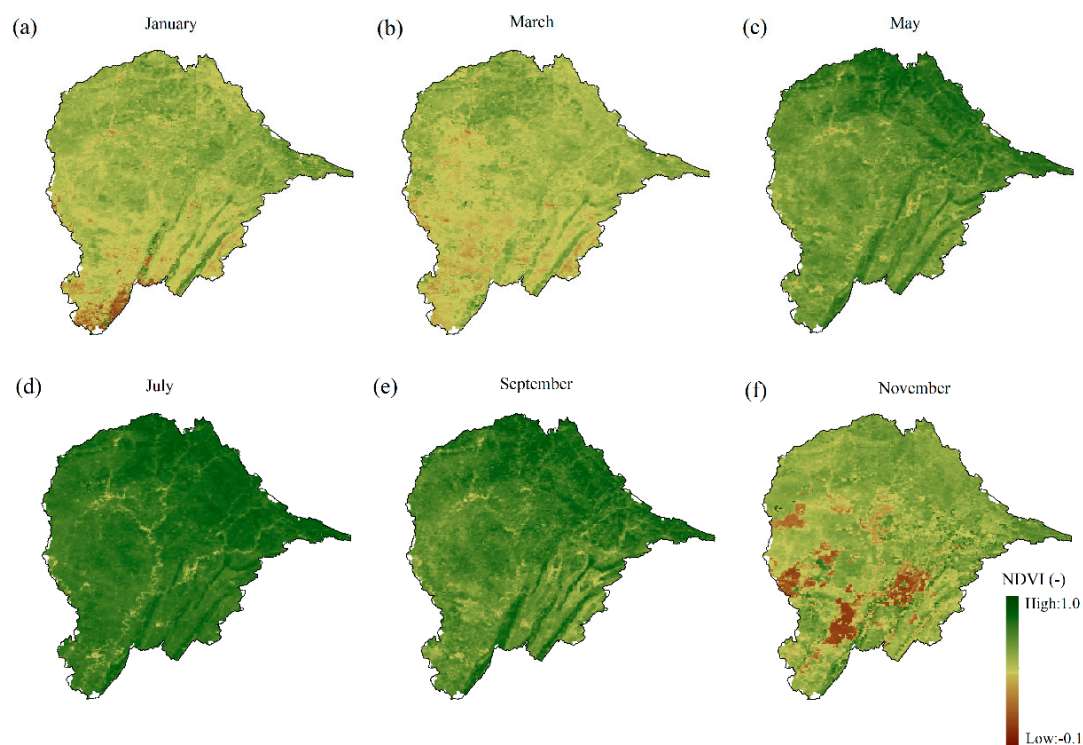 (a) January
(b) March
(c) May
(d) July
(e) September
(f) November
NDVI (-)
High:1.0
Low:-0.1